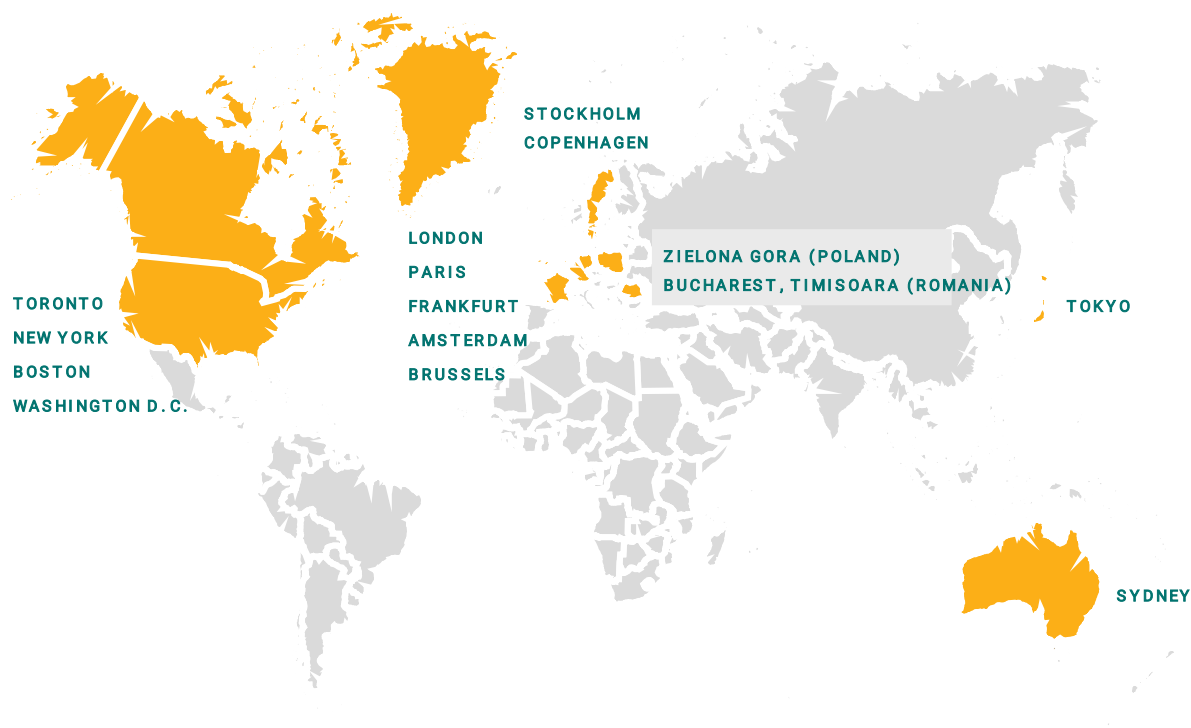 STOCKHOLM
COPENHAGEN
LONDON
PARIS
FRANKFURT
AMSTERDAM
BRUSSELS
ZIELONA GORA (POLAND)
BUCHAREST, TIMISOARA (ROMANIA)
TORONTO
NEW YORK
BOSTON
WASHINGTON D.C.
TOKYO
SYDNEY